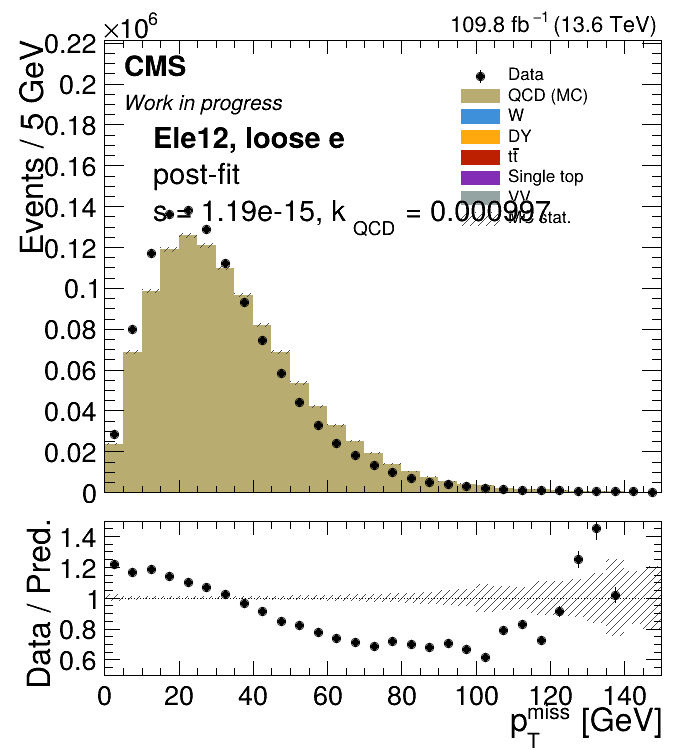 ×10⁶
109.8 fb⁻¹ (13.6 TeV)
Events / 5 GeV
0.22
0.2
0.18
0.16
0.14
0.12
0.1
0.08
0.06
0.04
0.02
0
CMS
Work in progress
Ele12, loose e
post-fit
s = 1.19e-15, k_QCD = 0.000997
Data
QCD (MC)
W
DY
tt̅
Single top
VV
MC stat.
Data / Pred.
1.4
1.2
1
0.8
0.6
0 20 40 60 80 100 120 140
p_T^miss [GeV]